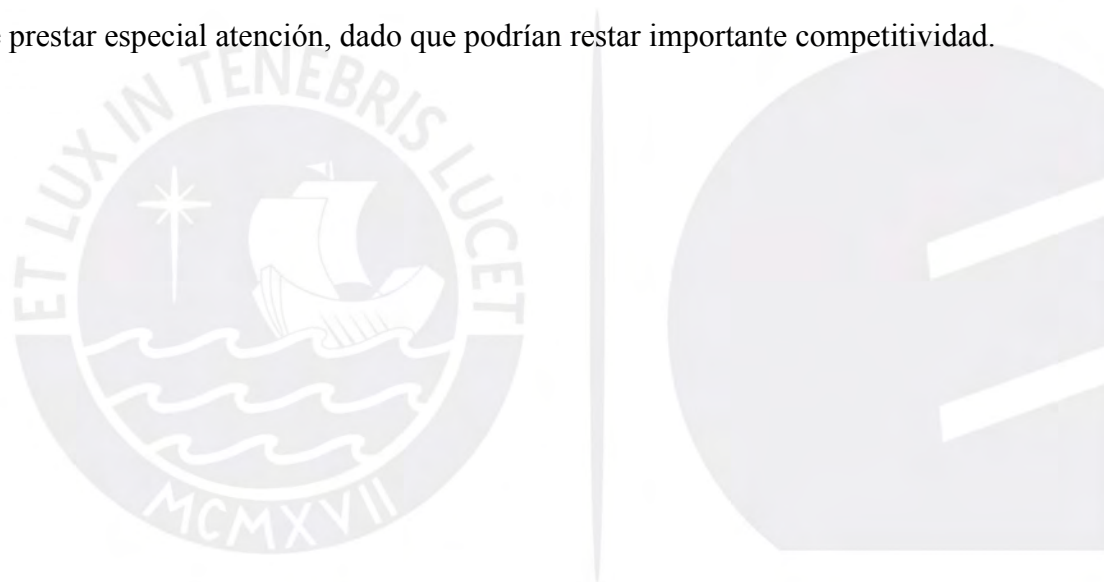 prestar especial atención, dado que podrían restar importante competitividad.
ET LUX IN TENEBRIS LUCET
MCMXVII